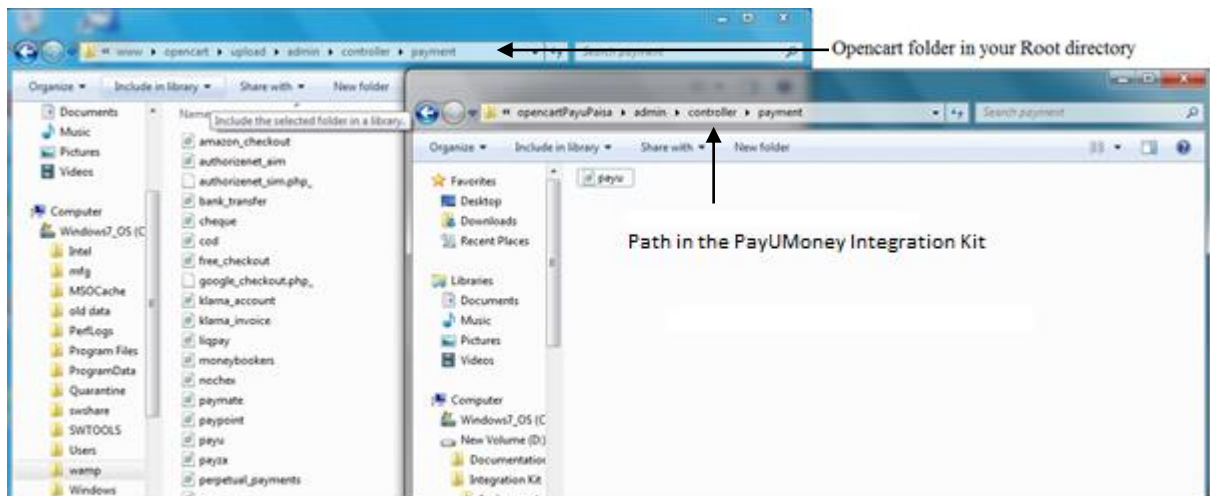 « www ▸ opencart ▸ upload ▸ admin ▸ controller ▸ payment
Search payment
Opencart folder in your Root directory
Organize
Include in library
Share with
New folder
Documents
Music
Pictures
Videos
Computer
Windows7_OS (C
Intel
mfg
MSOCache
old data
PerfLogs
Program Files
ProgramData
Quarantine
swshare
SWTOOLS
Users
wamp
Windows
Name
Include the selected folder in a library.
amazon_checkout
authorizenet_aim
authorizenet_sim.php_
bank_transfer
cheque
cod
free_checkout
google_checkout.php_
klarna_account
klarna_invoice
liqpay
moneybookers
nochex
paymate
paypoint
payu
payza
perpetual_payments
« opencartPayuPaisa ▸ admin ▸ controller ▸ payment
Search payment
Organize
Include in library
Share with
New folder
Favorites
Desktop
Downloads
Recent Places
Libraries
Documents
Music
Pictures
Videos
Computer
Windows7_OS (C
New Volume (D:)
Documentation
Integration Kit
payu
Path in the PayUMoney Integration Kit